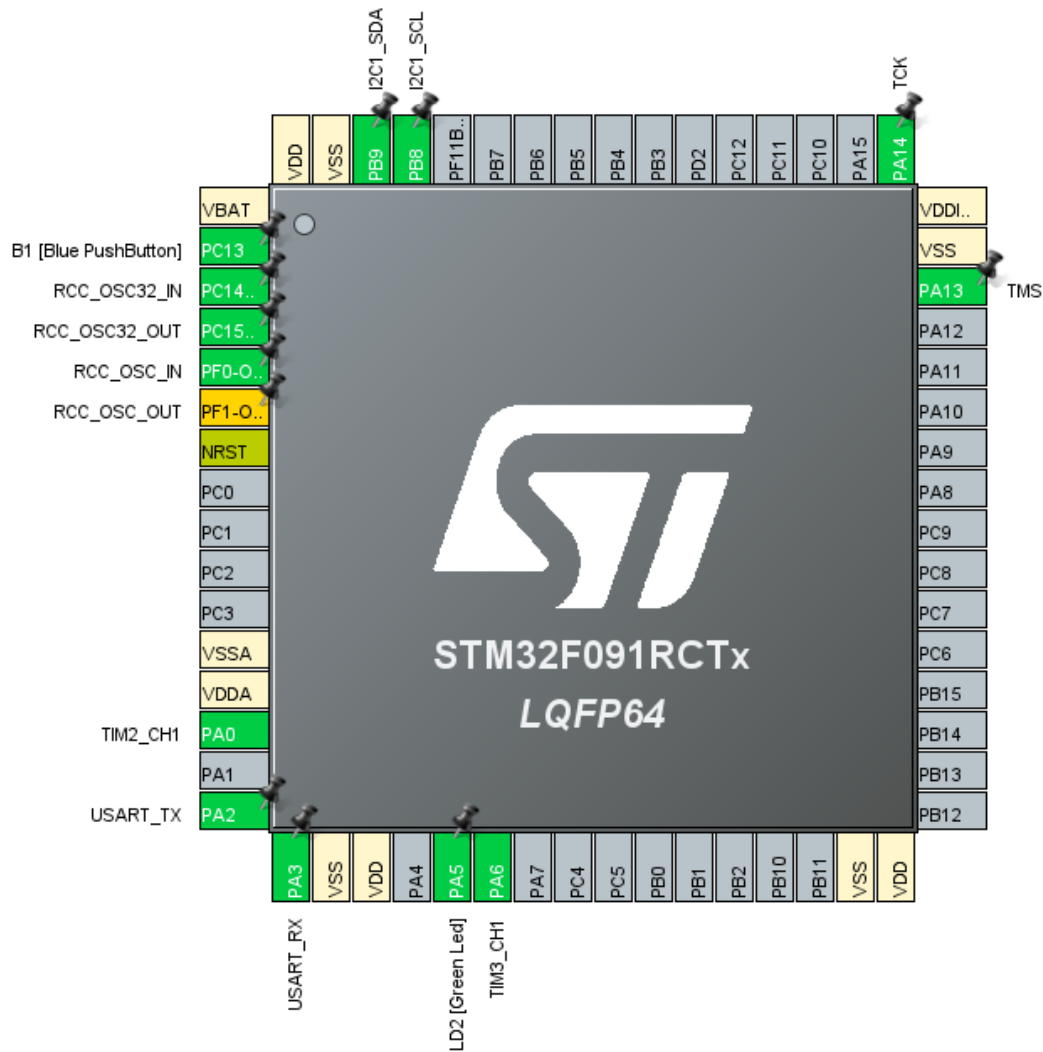 I2C1_SDA
I2C1_SCL
TCK
VDD
VSS
PB9
PB8
PF11B..
PB7
PB6
PB5
PB4
PB3
PD2
PC12
PC11
PC10
PA15
PA14
VBAT
B1 [Blue PushButton] PC13
RCC_OSC32_IN PC14..
RCC_OSC32_OUT PC15..
RCC_OSC_IN PF0-O..
RCC_OSC_OUT PF1-O..
NRST
PC0
PC1
PC2
PC3
VSSA
VDDA
TIM2_CH1 PA0
PA1
USART_TX PA2
ST
STM32F091RCTx
LQFP64
VDDI..
VSS
PA13 TMS
PA12
PA11
PA10
PA9
PA8
PC9
PC8
PC7
PC6
PB15
PB14
PB13
PB12
PA3
VSS
VDD
PA4
PA5
PA6
PA7
PC4
PC5
PB0
PB1
PB2
PB10
PB11
VSS
VDD
USART_RX
LD2 [Green Led]
TIM3_CH1